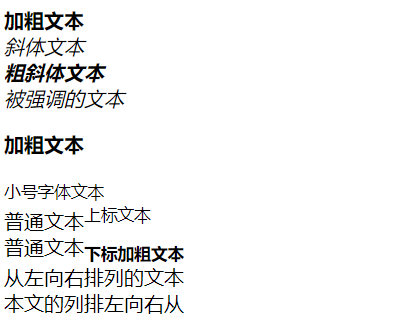 加粗文本
斜体文本
粗斜体文本
被强调的文本
加粗文本
小号字体文本
普通文本上标文本
普通文本下标加粗文本
从左向右排列的文本
本文的列排左向右从